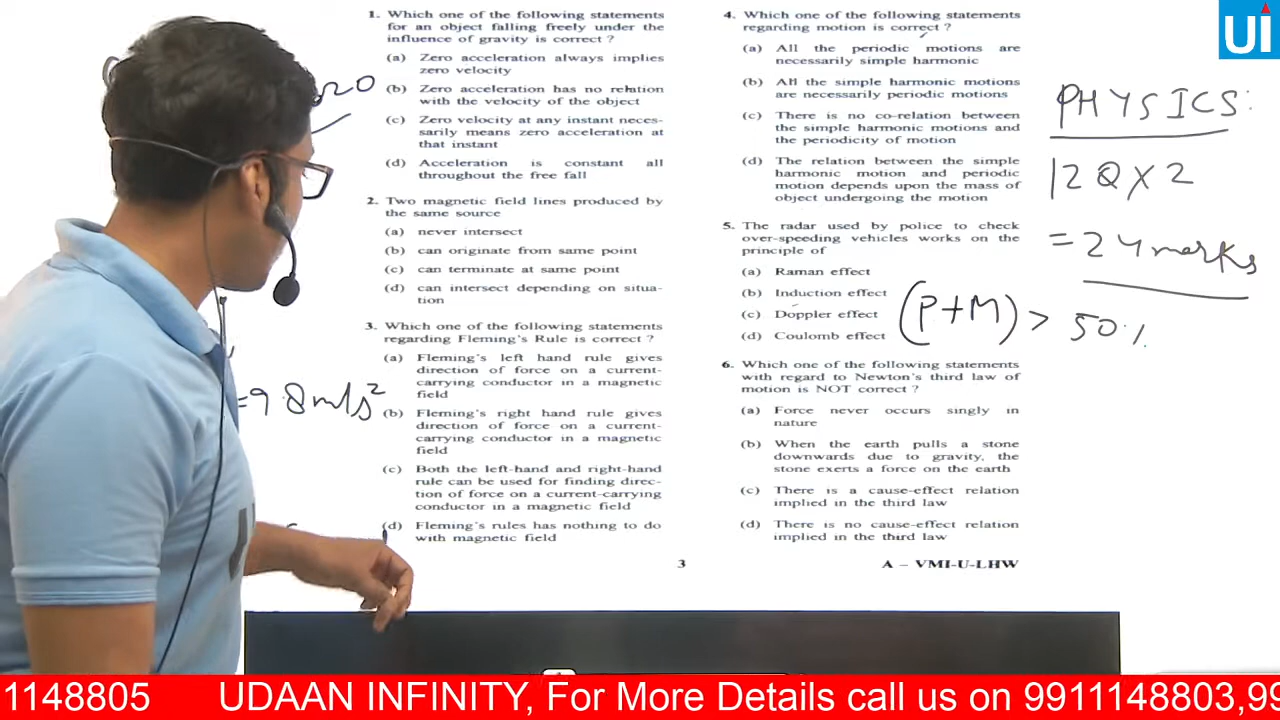 1. Which one of the following statements
for an object falling freely under the
influence of gravity is correct ?
(a) Zero acceleration always implies
zero velocity
(b) Zero acceleration has no relation
with the velocity of the object
(c) Zero velocity at any instant neces-
sarily means zero acceleration at
that instant
(d) Acceleration is constant all
throughout the free fall
2. Two magnetic field lines produced by
the same source
(a) never intersect
(b) can originate from same point
(c) can terminate at same point
(d) can intersect depending on situa-
tion
3. Which one of the following statements
regarding Fleming's Rule is correct ?
(a) Fleming's left hand rule gives
direction of force on a current-
carrying conductor in a magnetic
field
(b) Fleming's right hand rule gives
direction of force on a current-
carrying conductor in a magnetic
field
(c) Both the left-hand and right-hand
rule can be used for finding direc-
tion of force on a current-carrying
conductor in a magnetic field
(d) Fleming's rules has nothing to do
with magnetic field
=9.8m/s²
4. Which one of the following statements
regarding motion is correct ?
(a) All the periodic motions are
necessarily simple harmonic
(b) All the simple harmonic motions
are necessarily periodic motions
(c) There is no co-relation between
the simple harmonic motions and
the periodicity of motion
(d) The relation between the simple
harmonic motion and periodic
motion depends upon the mass of
object undergoing the motion
5. The radar used by police to check
over-speeding vehicles works on the
principle of
(a) Raman effect
(b) Induction effect
(c) Doppler effect
(d) Coulomb effect
6. Which one of the following statements
with regard to Newton's third law of
motion is NOT correct ?
(a) Force never occurs singly in
nature
(b) When the earth pulls a stone
downwards due to gravity, the
stone exerts a force on the earth
(c) There is a cause-effect relation
implied in the third law
(d) There is no cause-effect relation
implied in the third law
3
A – VMI-U-LHW
UI
PHYSICS:
12Q×2
=24 marks
(P+M) > 50%
1148805 UDAAN INFINITY, For More Details call us on 9911148803,99